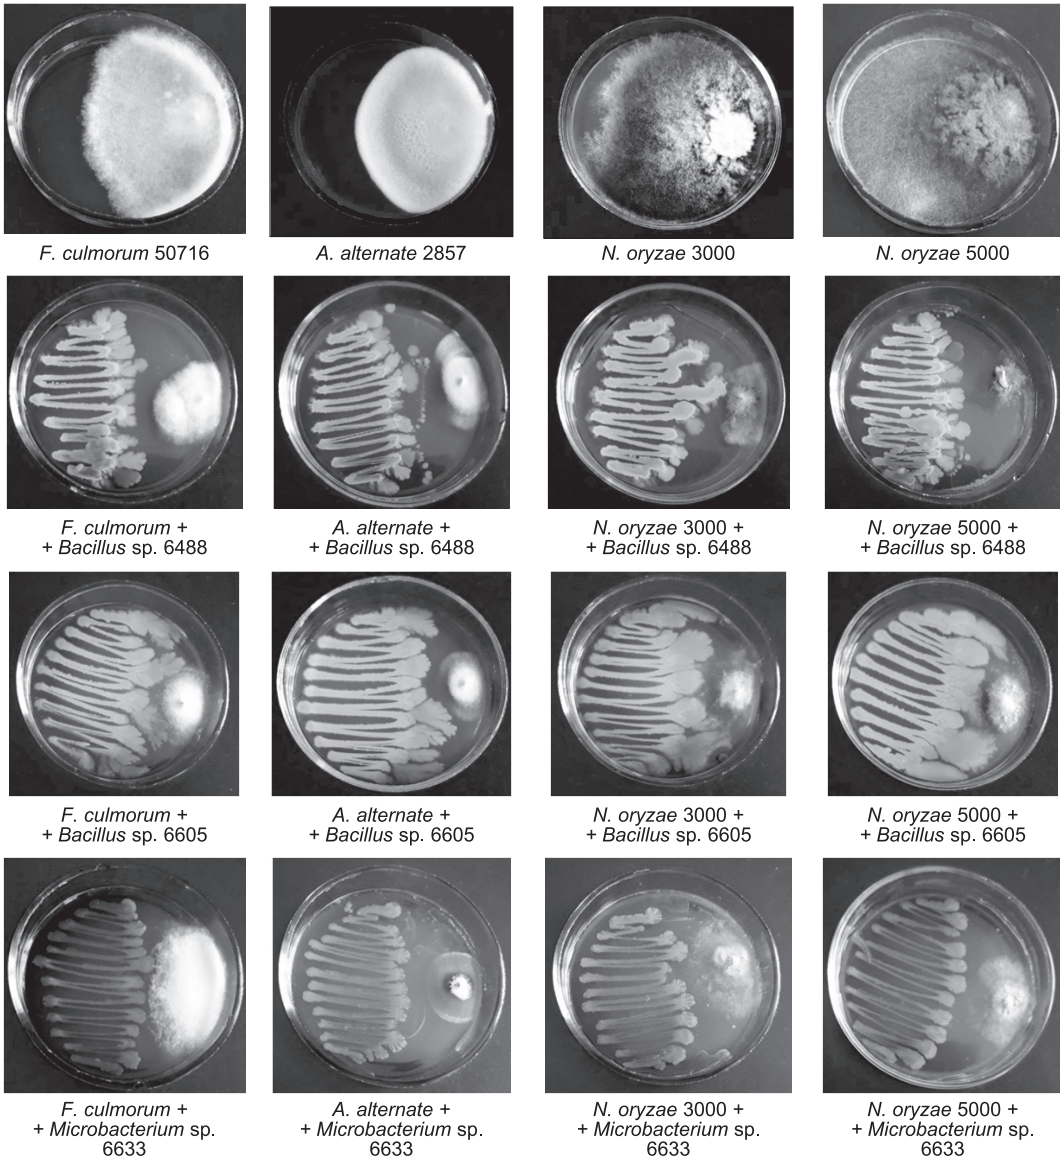 F. culmorum 50716
A. alternate 2857
N. oryzae 3000
N. oryzae 5000
F. culmorum +
+ Bacillus sp. 6488
A. alternate +
+ Bacillus sp. 6488
N. oryzae 3000 +
+ Bacillus sp. 6488
N. oryzae 5000 +
+ Bacillus sp. 6488
F. culmorum +
+ Bacillus sp. 6605
A. alternate +
+ Bacillus sp. 6605
N. oryzae 3000 +
+ Bacillus sp. 6605
N. oryzae 5000 +
+ Bacillus sp. 6605
F. culmorum +
+ Microbacterium sp.
6633
A. alternate +
+ Microbacterium sp.
6633
N. oryzae 3000 +
+ Microbacterium sp.
6633
N. oryzae 5000 +
+ Microbacterium sp.
6633